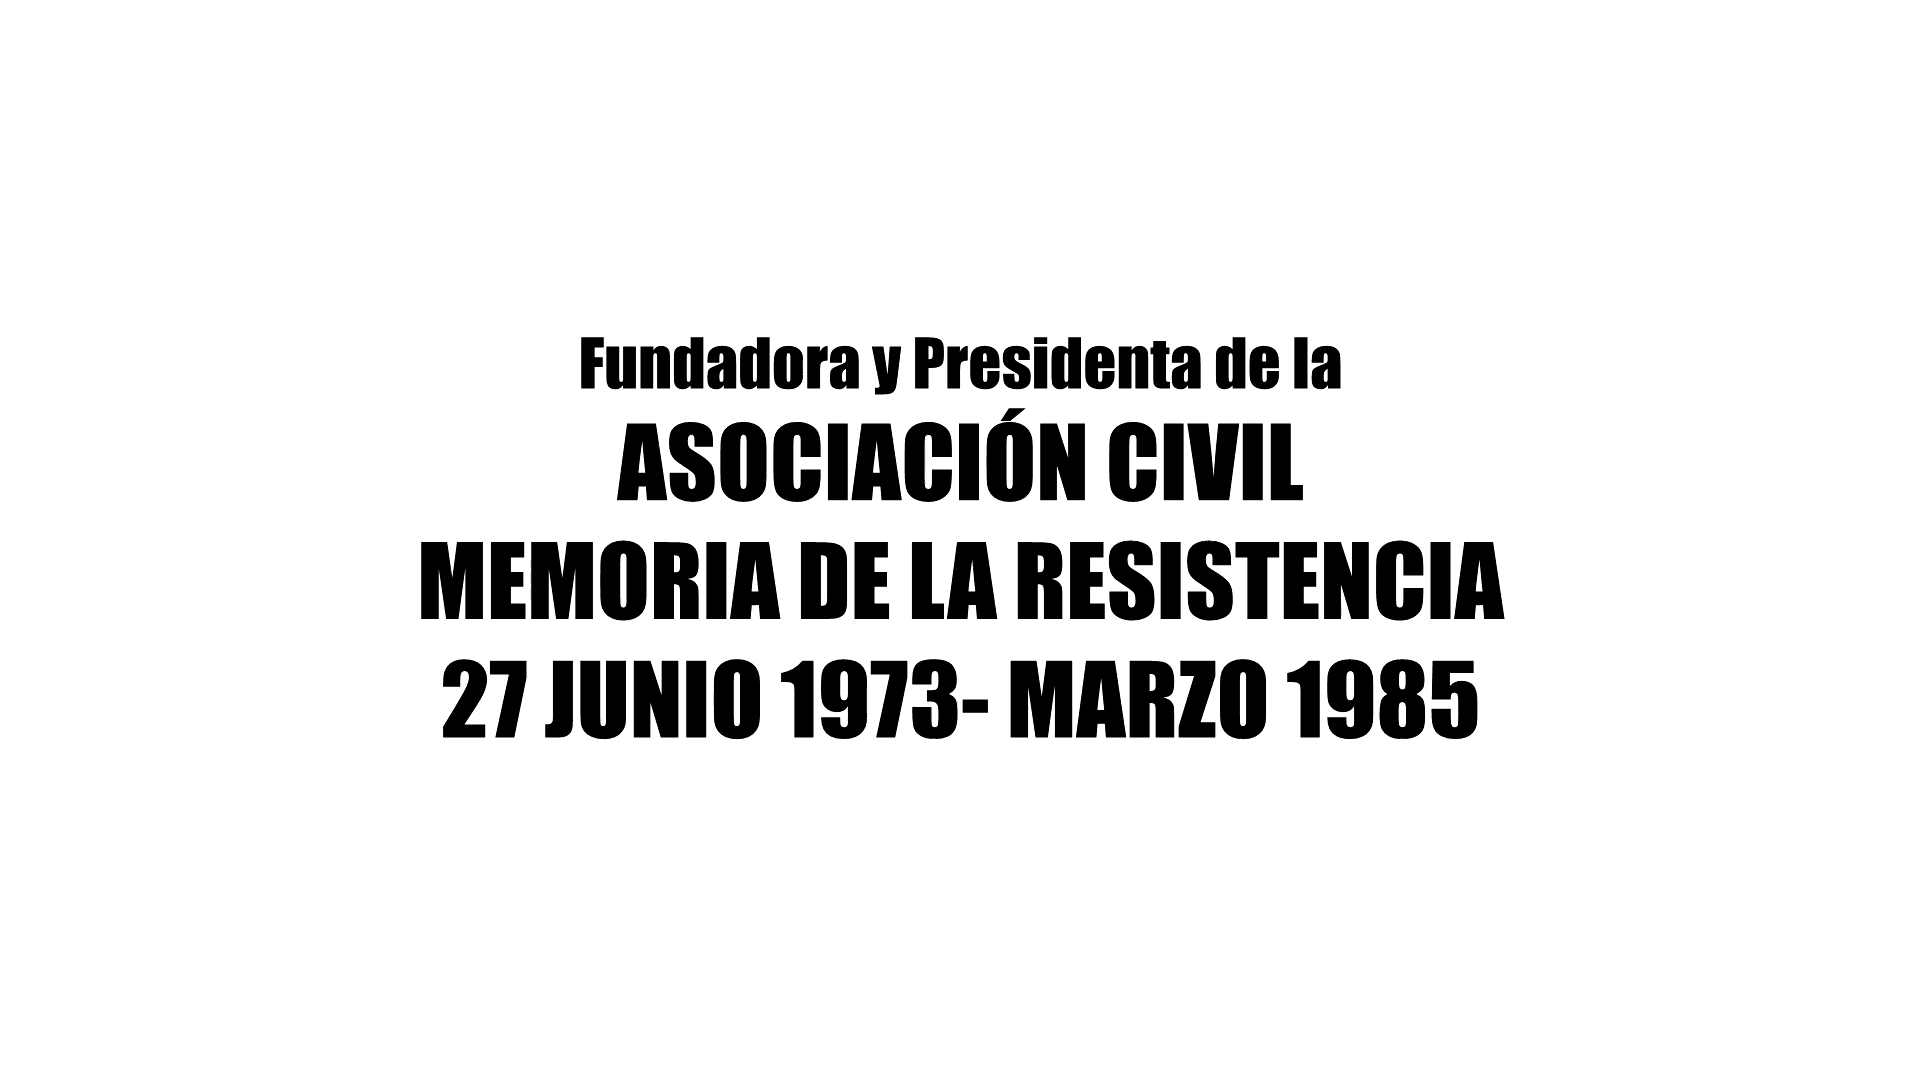 Fundadora y Presidenta de la
ASOCIACIÓN CIVIL
MEMORIA DE LA RESISTENCIA
27 JUNIO 1973- MARZO 1985